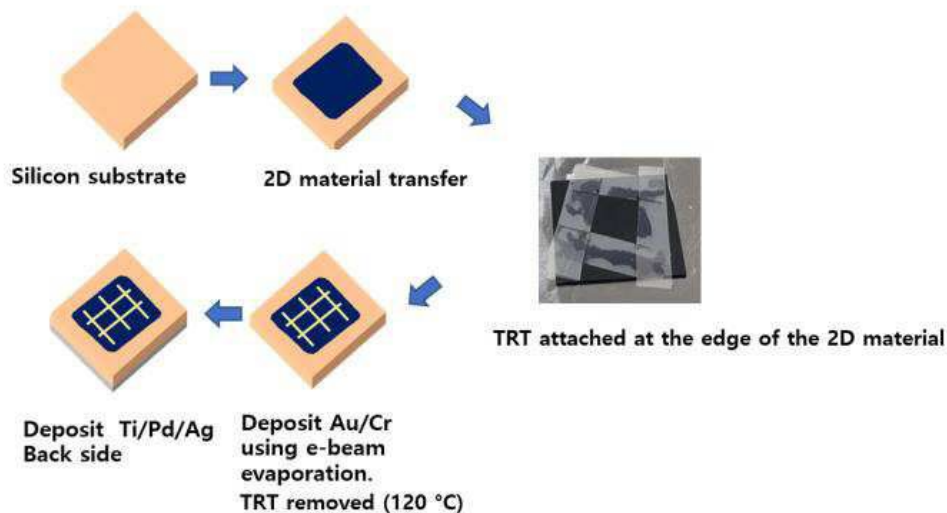 Silicon substrate
2D material transfer
TRT attached at the edge of the 2D material
Deposit Au/Cr
using e-beam
evaporation.
TRT removed (120 °C)
Deposit Ti/Pd/Ag
Back side